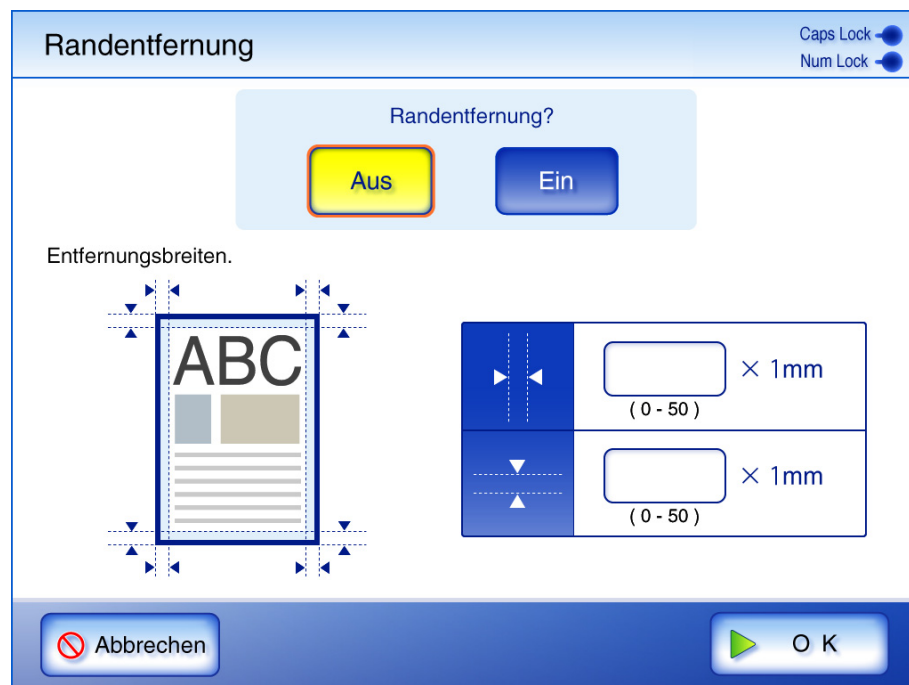 Randentfernung
Caps Lock
Num Lock
Randentfernung?
Aus
Ein
Entfernungsbreiten.
ABC
× 1mm
( 0 - 50 )
× 1mm
( 0 - 50 )
Abbrechen
O K